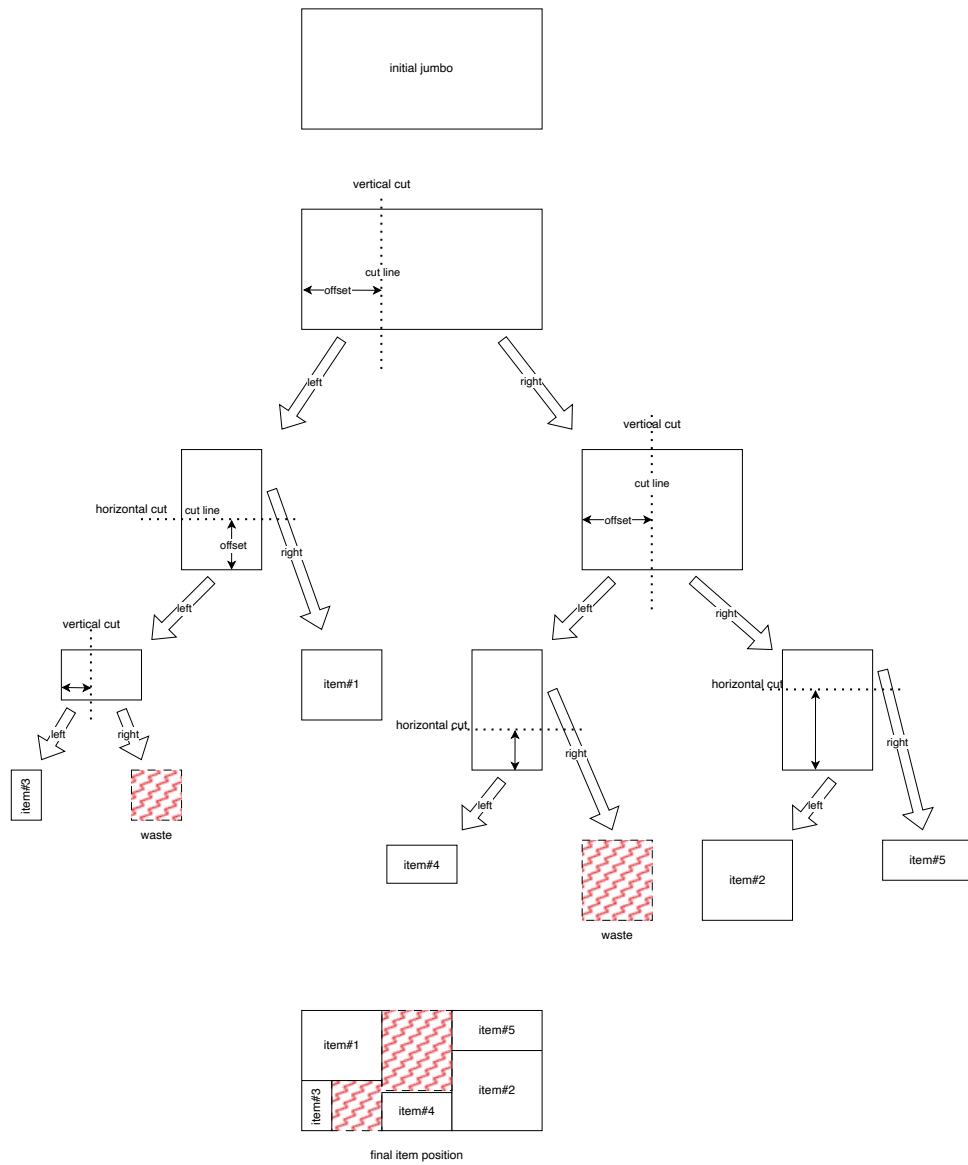 initial jumbo
vertical cut
cut line
offset
left
right
vertical cut
cut line
offset
horizontal cut
cut line
offset
right
left
left
right
vertical cut
item#1
horizontal cut
horizontal cut
left
right
right
right
item#3
waste
left
left
item#4
item#2
item#5
waste
item#1
item#5
item#3
item#4
item#2
final item position